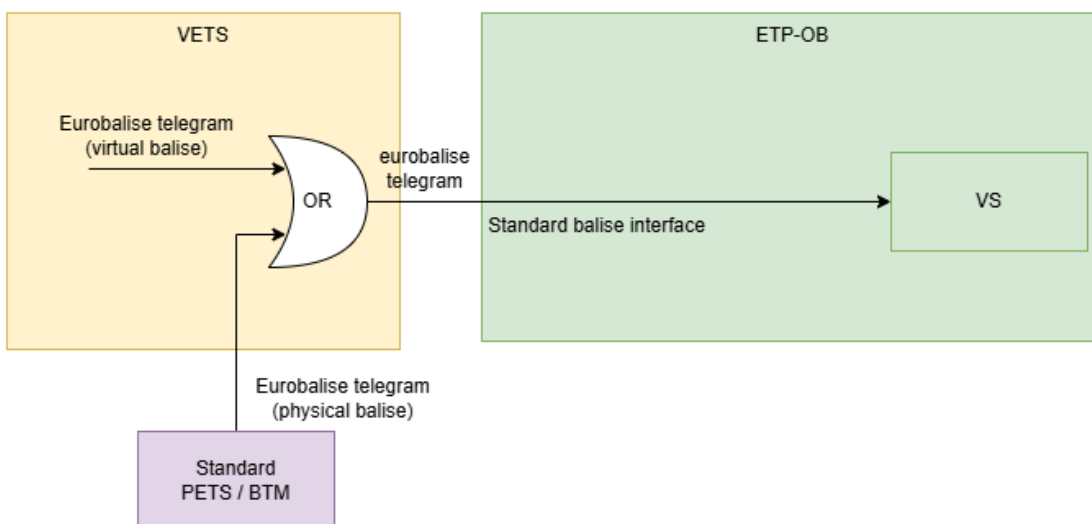 VETS
ETP-OB
Eurobalise telegram
(virtual balise)
OR
eurobalise
telegram
Standard balise interface
VS
Eurobalise telegram
(physical balise)
Standard
PETS / BTM